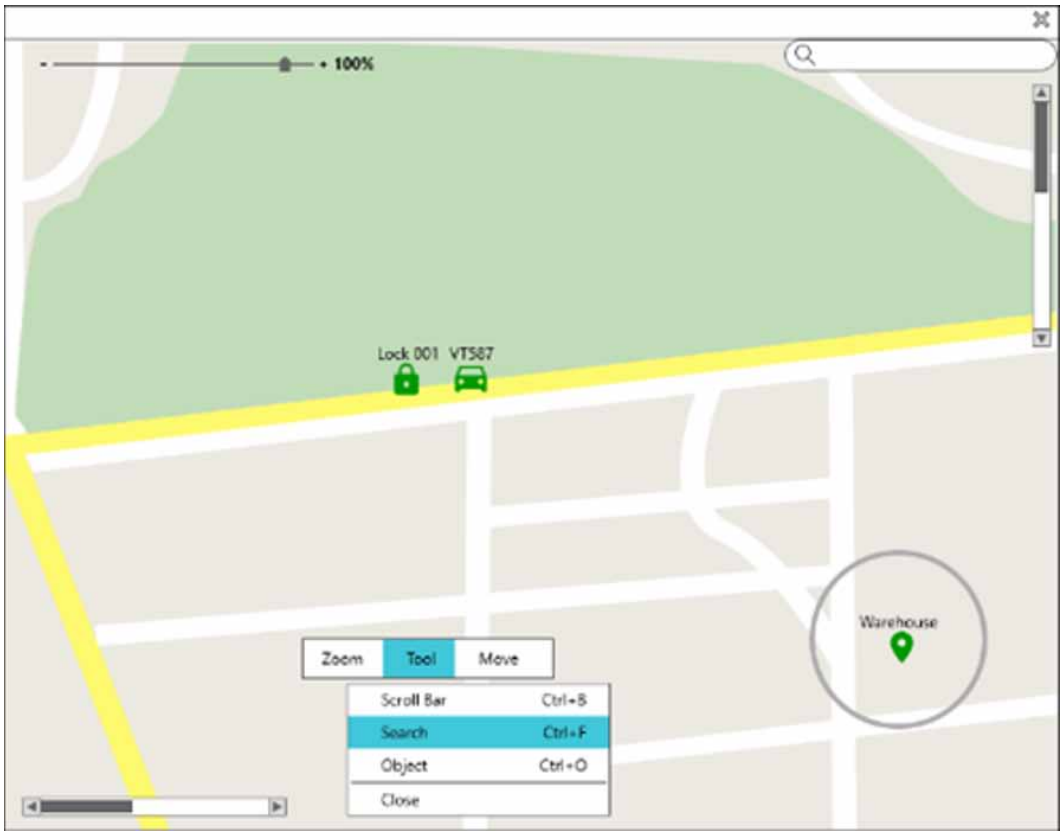 - + 100%
Lock 001 VT587
Warehouse
Zoom Tool Move
Scroll Bar Ctrl+B
Search Ctrl+F
Object Ctrl+O
Close